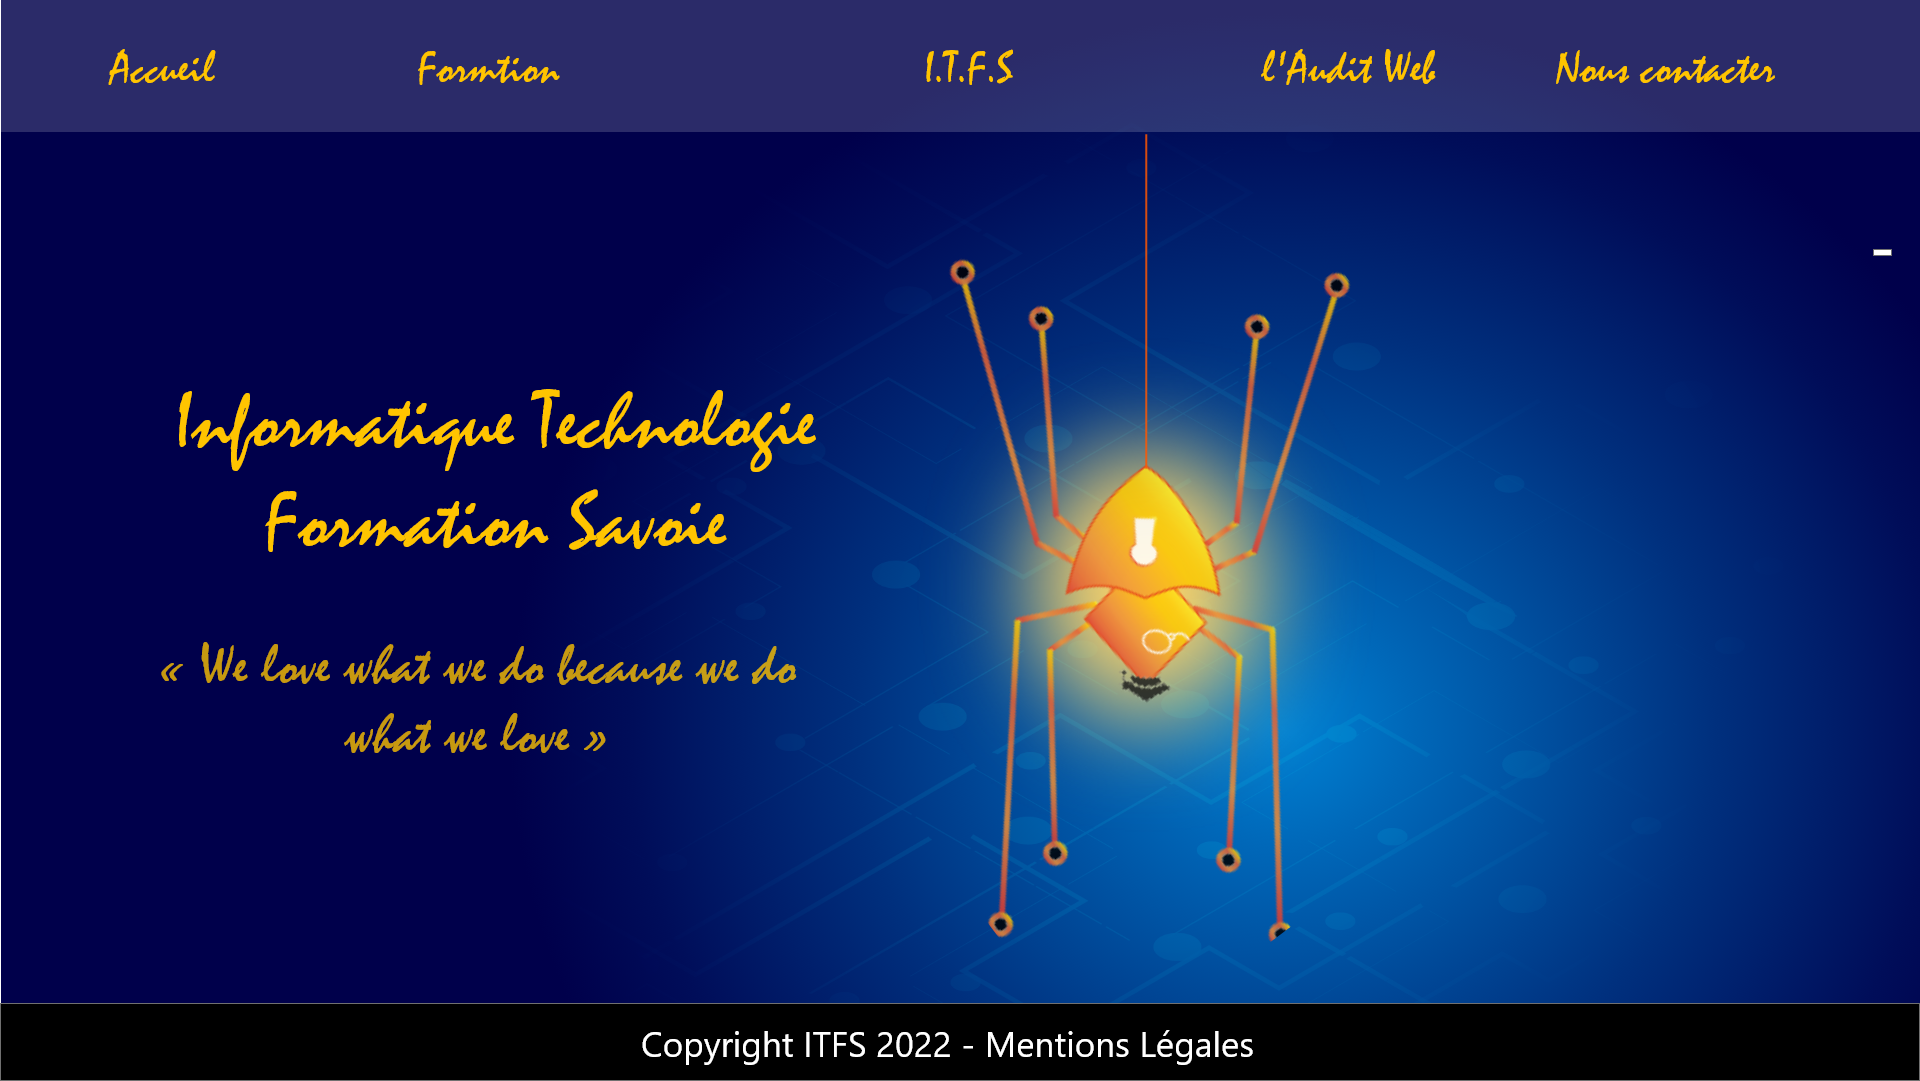 Accueil Formtion I.T.F.S l'Audit Web Nous contacter
Informatique Technologie
Formation Savoie
« We love what we do because we do
what we love »
Copyright ITFS 2022 - Mentions Légales